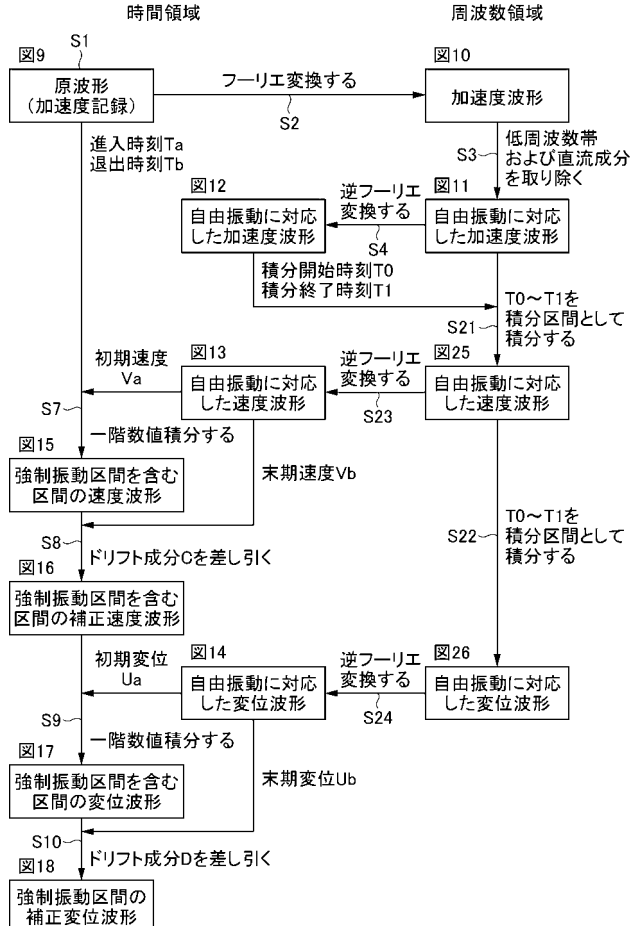 時間領域
周波数領域
S1
図9
図10
原波形
(加速度記録)
フーリエ変換する
S2
加速度波形
進入時刻Ta
退出時刻Tb
S3
低周波数帯
および直流成分
を取り除く
図12
逆フーリエ
変換する
図11
自由振動に対応
した加速度波形
S4
自由振動に対応
した加速度波形
積分開始時刻T0
積分終了時刻T1
S21
T0～T1を
積分区間として
積分する
初期速度
Va
図13
逆フーリエ
変換する
図25
自由振動に対応
した速度波形
S23
自由振動に対応
した速度波形
S7
一階数値積分する
図15
強制振動区間を含む
区間の速度波形
末期速度Vb
S8
ドリフト成分Cを差し引く
S22
T0～T1を
積分区間として
積分する
図16
強制振動区間を含む
区間の補正速度波形
初期変位
Ua
図14
逆フーリエ
変換する
図26
自由振動に対応
した変位波形
S24
自由振動に対応
した変位波形
S9
一階数値積分する
図17
強制振動区間を含む
区間の変位波形
末期変位Ub
S10
ドリフト成分Dを差し引く
図18
強制振動区間の
補正変位波形